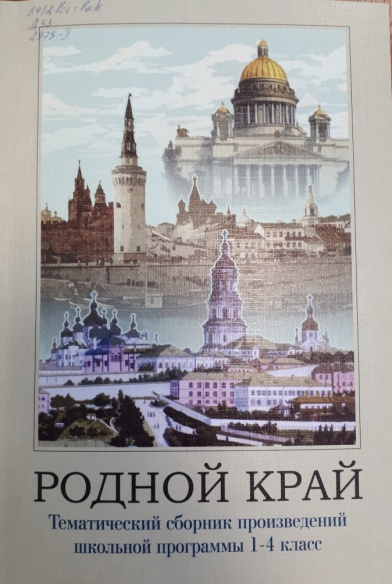 РОДНОЙ КРАЙ
Тематический сборник произведений
школьной программы 1-4 класс